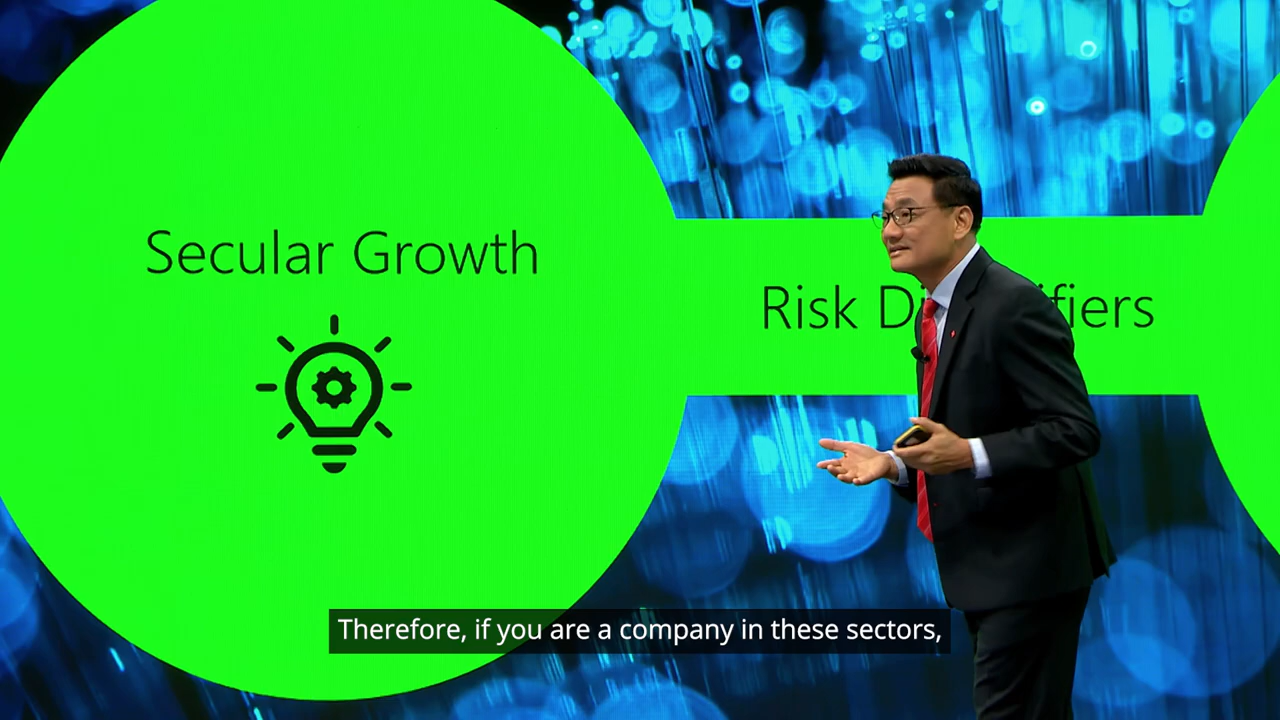 Secular Growth
Risk
Therefore, if you are a company in these sectors,